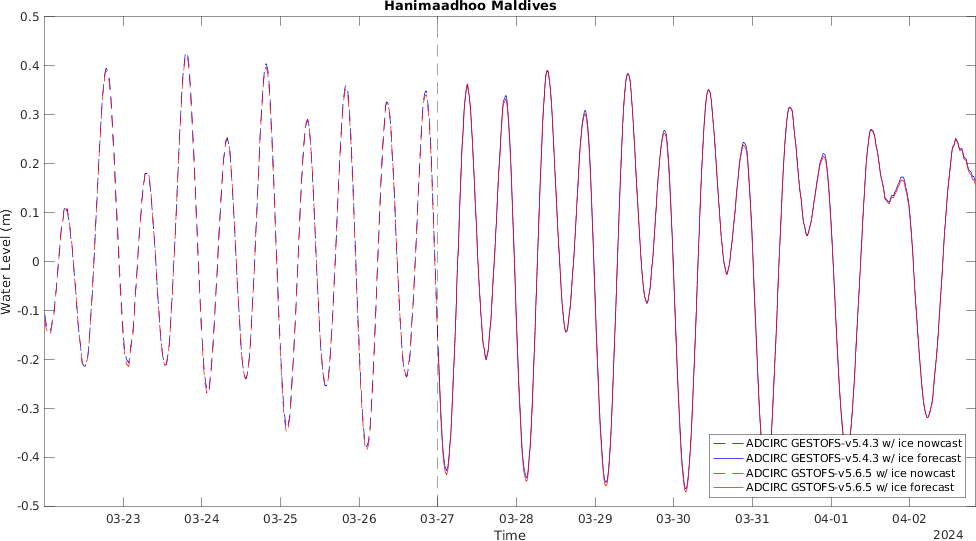 Hanimaadhoo Maldives
0.5
0.4
0.3
0.2
0.1
0
-0.1
-0.2
-0.3
-0.4
-0.5
Water Level (m)
ADCIRC GESTOFS-v5.4.3 w/ ice nowcast
ADCIRC GESTOFS-v5.4.3 w/ ice forecast
ADCIRC GSTOFS-v5.6.5 w/ ice nowcast
ADCIRC GSTOFS-v5.6.5 w/ ice forecast
03-23 03-24 03-25 03-26 03-27 03-28 03-29 03-30 03-31 04-01 04-02
Time
2024